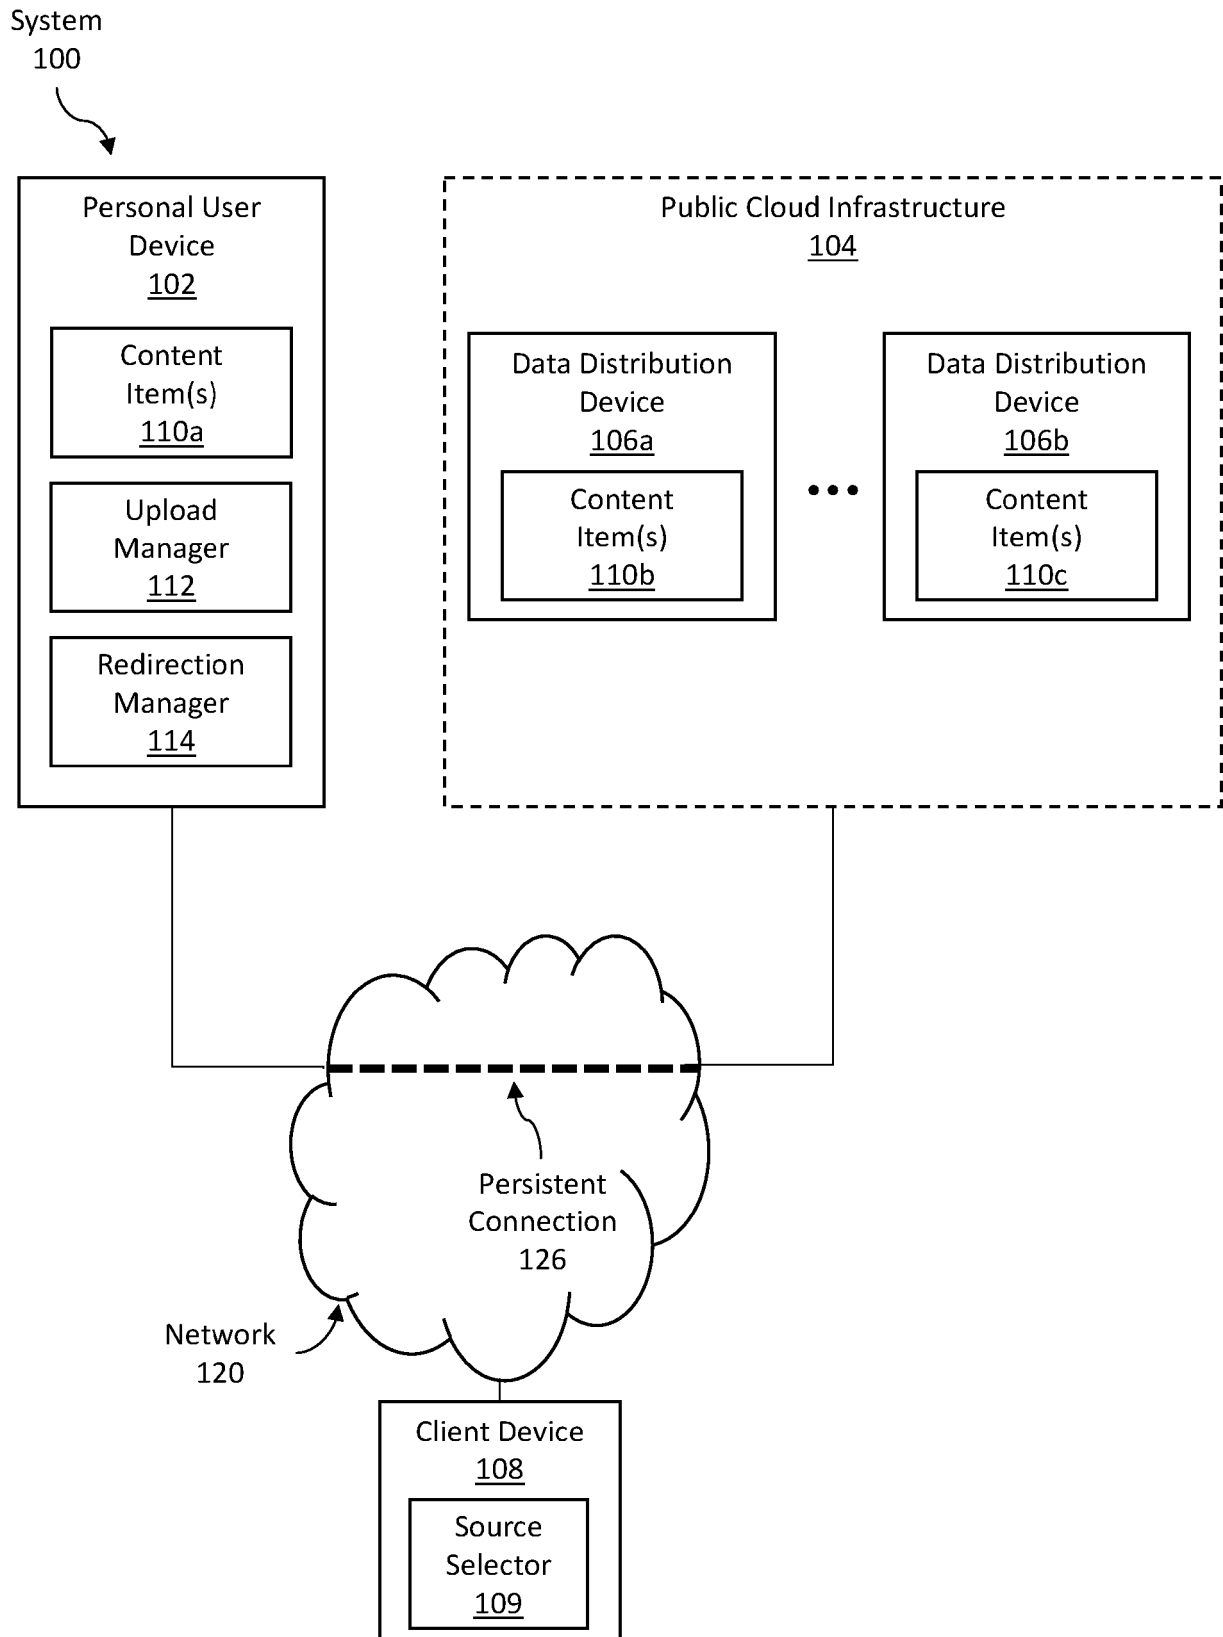 System
100
Personal User
Device
102
Content
Item(s)
110a
Upload
Manager
112
Redirection
Manager
114
Public Cloud Infrastructure
104
Data Distribution
Device
106a
Content
Item(s)
110b
Data Distribution
Device
106b
Content
Item(s)
110c
Persistent
Connection
126
Network
120
Client Device
108
Source
Selector
109